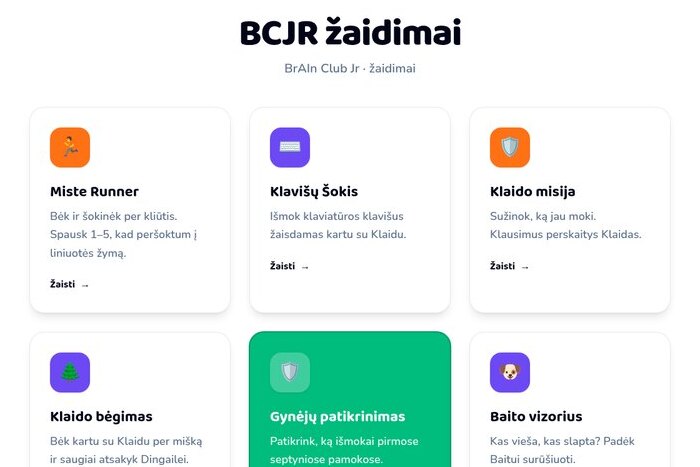 BCJR žaidimai
BrAIn Club Jr · žaidimai
Miste Runner
Bėk ir šokinėk per kliūtis.
Spausk 1–5, kad peršoktum į
liniuotės žymą.
Žaisti →
Klavišų Šokis
Išmok klaviatūros klavišus
žaisdamas kartu su Klaidu.
Žaisti →
Klaido misija
Sužinok, ką jau moki.
Klausimus perskaitys Klaidas.
Žaisti →
Klaido bėgimas
Bėk kartu su Klaidu per mišką
ir saugiai atsakyk Dingailei.
Gynėjų patikrinimas
Patikrink, ką išmokai pirmose
septyniose pamokose.
Baito vizorius
Kas vieša, kas slapta? Padėk
Baitui surūšiuoti.